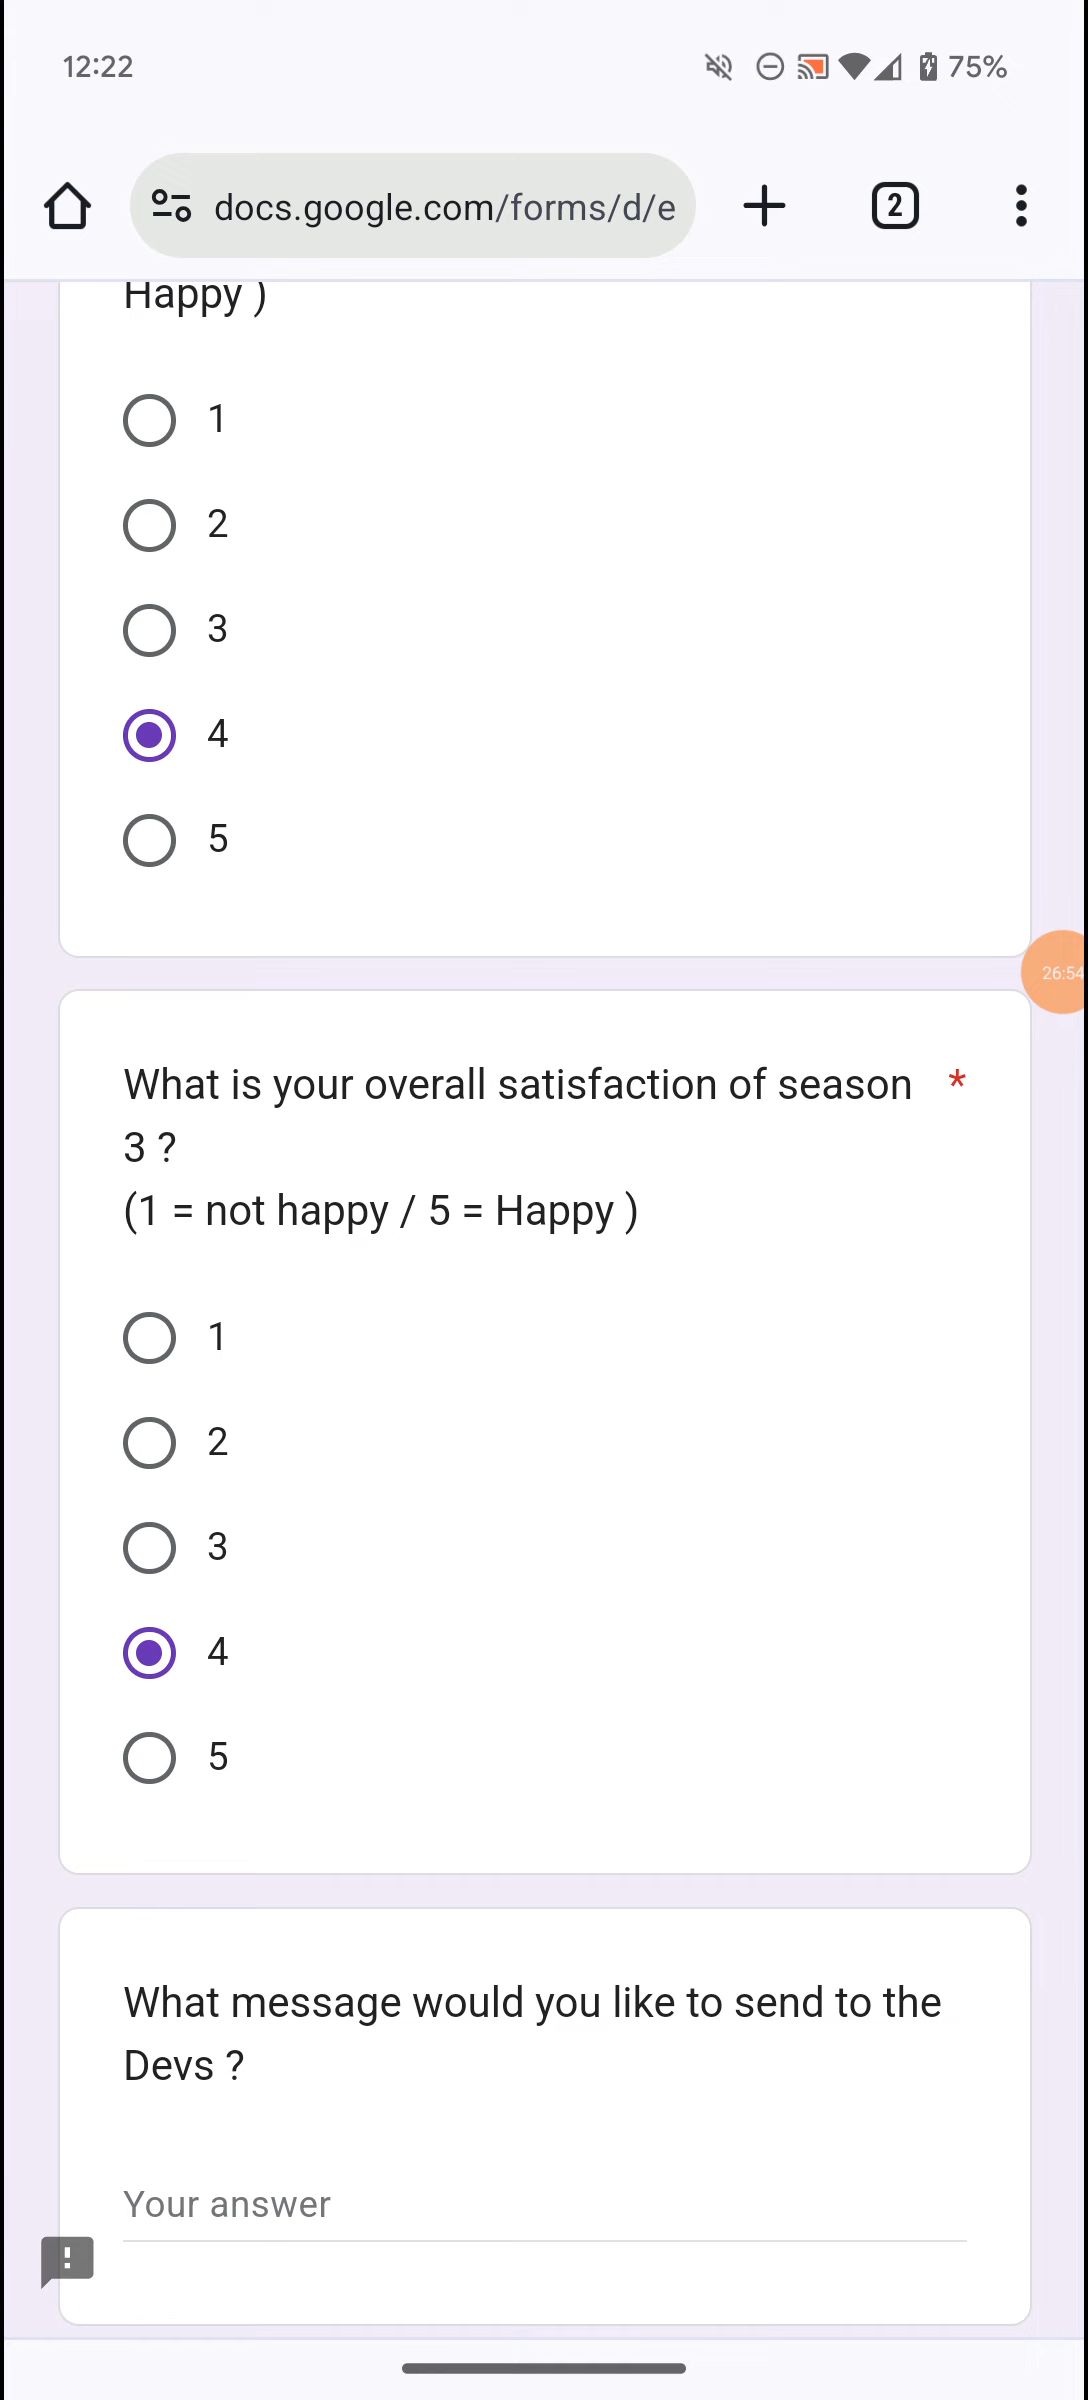 12:22
75%
docs.google.com/forms/d/e
2
Happy )
1
2
3
4
5
26:54
What is your overall satisfaction of season *
3 ?
(1 = not happy / 5 = Happy )
1
2
3
4
5
What message would you like to send to the
Devs ?
Your answer